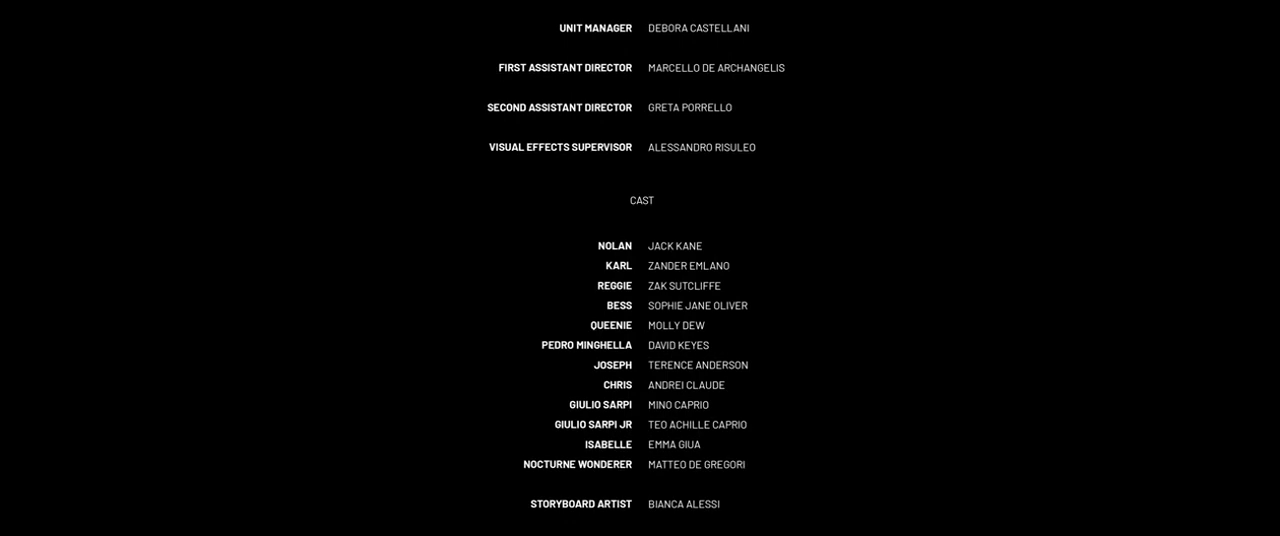 UNIT MANAGER DEBORA CASTELLANI
FIRST ASSISTANT DIRECTOR MARCELLO DE ARCHANGELIS
SECOND ASSISTANT DIRECTOR GRETA PORRELLO
VISUAL EFFECTS SUPERVISOR ALESSANDRO RISULEO
CAST
NOLAN JACK KANE
KARL ZANDER EMLANO
REGGIE ZAK SUTCLIFFE
BESS SOPHIE JANE OLIVER
QUEENIE MOLLY DEW
PEDRO MINGHELLA DAVID KEYES
JOSEPH TERENCE ANDERSON
CHRIS ANDREI CLAUDE
GIULIO SARPI MINO CAPRIO
GIULIO SARPI JR TEO ACHILLE CAPRIO
ISABELLE EMMA GIUA
NOCTURNE WONDERER MATTEO DE GREGORI
STORYBOARD ARTIST BIANCA ALESSI